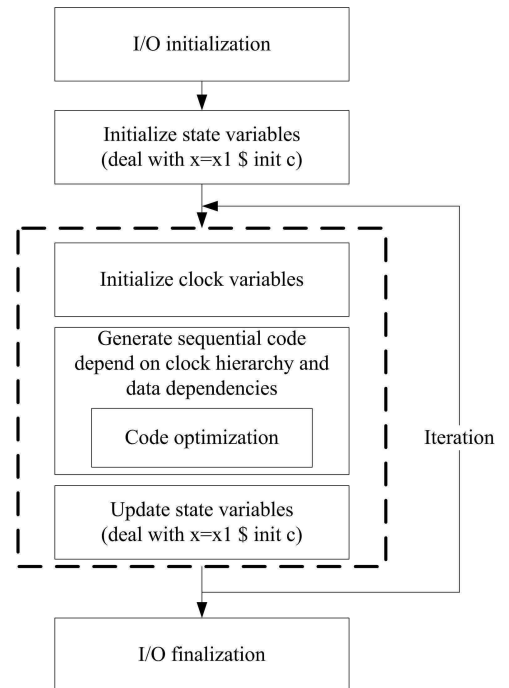 I/O initialization
Initialize state variables
(deal with x=x1 $ init c)
Initialize clock variables
Generate sequential code
depend on clock hierarchy and
data dependencies
Code optimization
Iteration
Update state variables
(deal with x=x1 $ init c)
I/O finalization